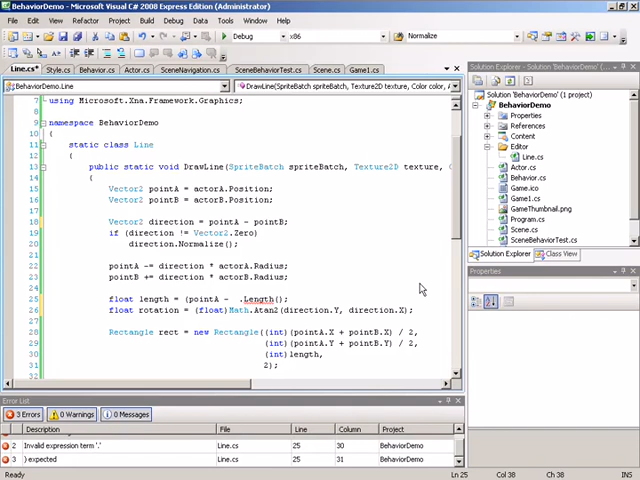 BehaviorDemo - Microsoft Visual C# 2008 Express Edition (Administrator)
File Edit View Refactor Project Build Debug Data Tools Window Help
Debug x86 Normalize
Line.cs* Style.cs Behavior.cs Actor.cs SceneNavigation.cs SceneBehaviorTest.cs Scene.cs Game1.cs
BehaviorDemo.Line DrawLine(SpriteBatch spriteBatch, Texture2D texture, Color color,
7 using Microsoft.Xna.Framework.Graphics;
8
9 namespace BehaviorDemo
10 {
11 static class Line
12 {
13 public static void DrawLine(SpriteBatch spriteBatch, Texture2D texture,
14 {
15 Vector2 pointA = actorA.Position;
16 Vector2 pointB = actorB.Position;
17
18 Vector2 direction = pointA - pointB;
19 if (direction != Vector2.Zero)
20 direction.Normalize();
21
22 pointA -= direction * actorA.Radius;
23 pointB += direction * actorB.Radius;
24
25 float length = (pointA - .Length();
26 float rotation = (float)Math.Atan2(direction.Y, direction.X);
27
28 Rectangle rect = new Rectangle((int)(pointA.X + pointB.X) / 2,
29 (int)(pointA.Y + pointB.Y) / 2,
30 (int)length,
31 2);
32
Solution Explorer - Solution 'BehaviorDemo' ...
Solution 'BehaviorDemo' (1 project)
BehaviorDemo
Properties
References
Content
Editor
Line.cs
Actor.cs
Behavior.cs
Game.ico
Game1.cs
GameThumbnail.png
Program.cs
Scene.cs
SceneBehaviorTest.cs
Solution Explorer Class View
Properties
Error List
3 Errors 0 Warnings 0 Messages
Description File Line Column Project
2 Invalid expression term '.' Line.cs 25 30 BehaviorDemo
3 ) expected Line.cs 25 31 BehaviorDemo
Ready Ln 25 Col 38 Ch 38 INS